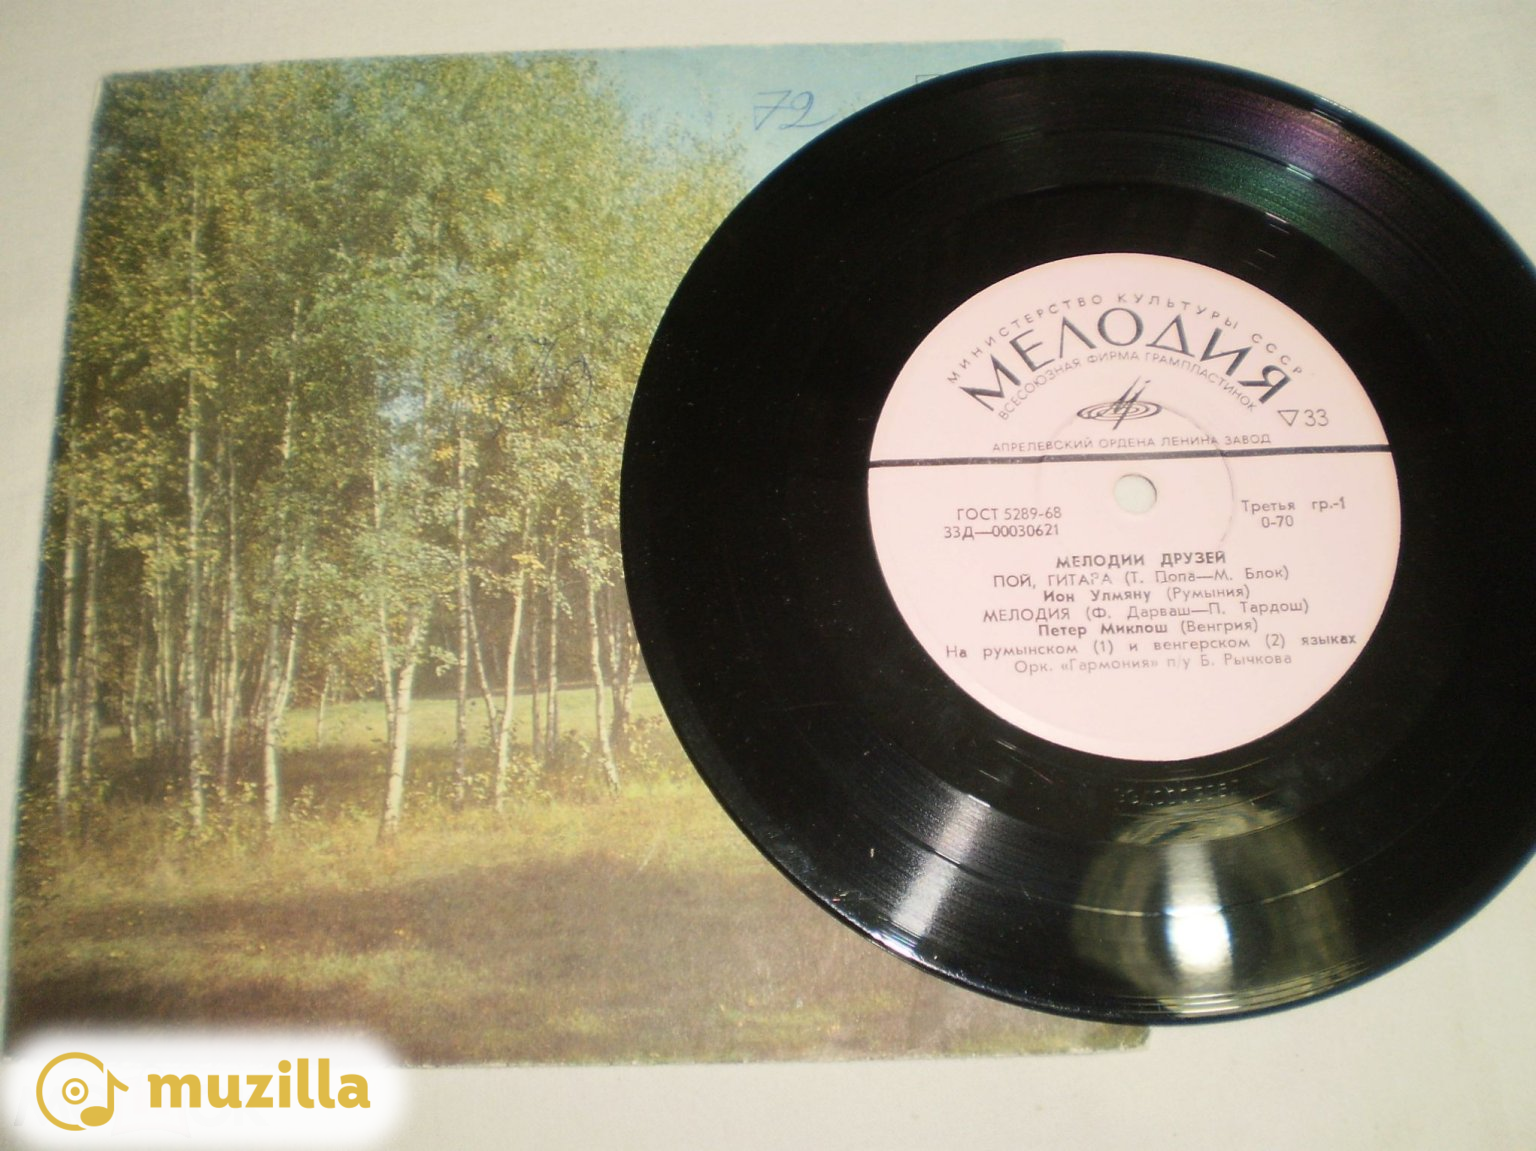 72
МИНИСТЕРСТВО КУЛЬТУРЫ СССР
МЕЛОДИЯ
ВСЕСОЮЗНАЯ ФИРМА ГРАМПЛАСТИНОК
33
АПРЕЛЕВСКИЙ ОРДЕНА ЛЕНИНА ЗАВОД
ГОСТ 5289-68
33Д—00030621
Третья гр.-1
0-70
МЕЛОДИИ ДРУЗЕЙ
ПОЙ, ГИТАРА (Т. Попа—М. Блок)
Ион Улмяну (Румыния)
МЕЛОДИЯ (Ф. Дарваш—П. Тардош)
Петер Миклош (Венгрия)
На румынском (1) и венгерском (2) языках
Орк. «Гармония» п/у Б. Рычкова
muzilla